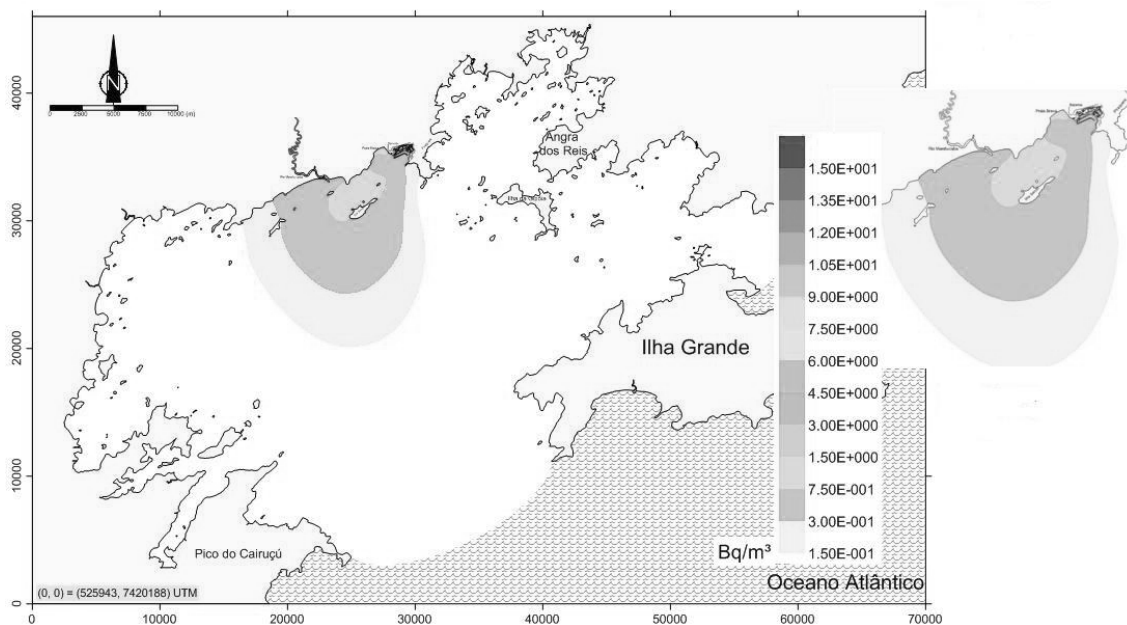 N
0 2500 5000 7500 10000 (m)
40000
30000
20000
10000
0
0 10000 20000 30000 40000 50000 60000 70000
Angra
dos Reis
Ilha Grande
Pico do Cairuçú
Oceano Atlântico
(0, 0) = (525943, 7420188) UTM
1.50E+001
1.35E+001
1.20E+001
1.05E+001
9.00E+000
7.50E+000
6.00E+000
4.50E+000
3.00E+000
1.50E+000
7.50E-001
3.00E-001
1.50E-001
Bq/m³